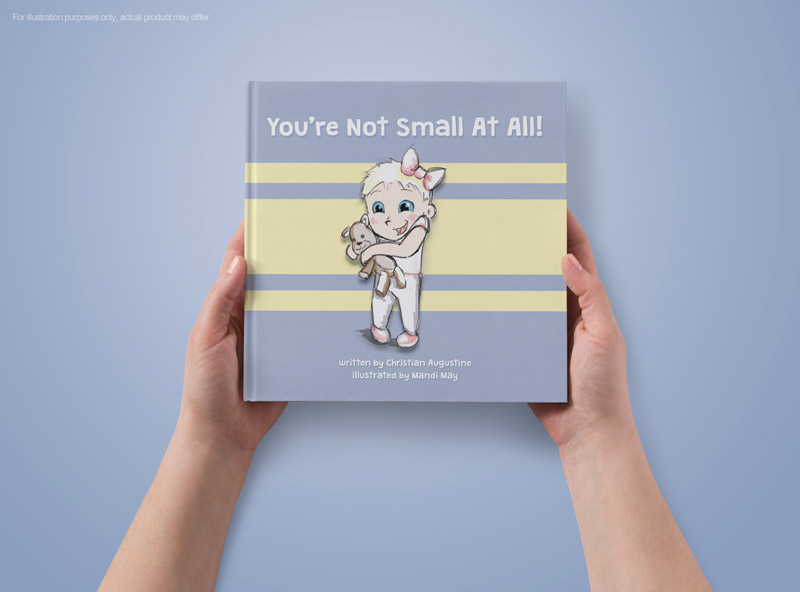 For illustration purposes only, actual product may differ
You're Not Small At All!
written by Christian Augustine
illustrated by Mandi May